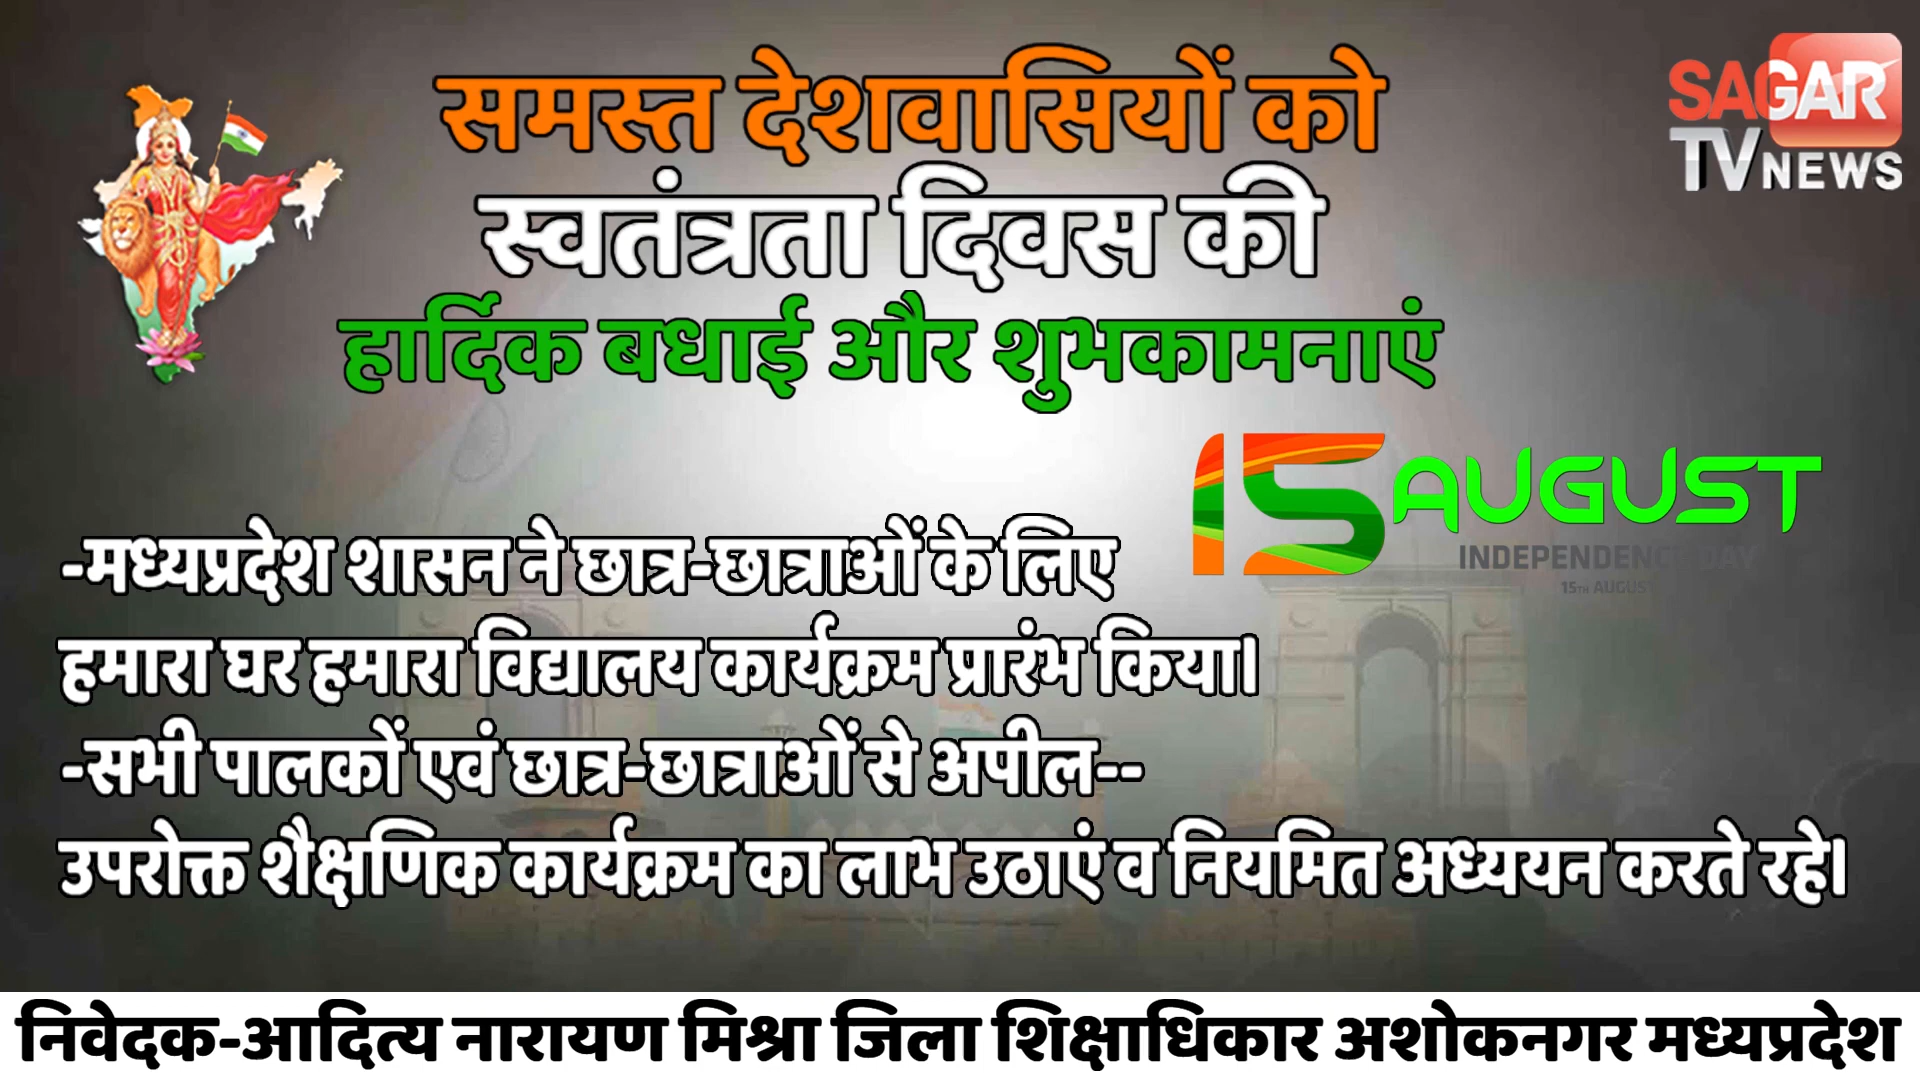 समस्त देशवासियों को
स्वतंत्रता दिवस की
हार्दिक बधाई और शुभकामनाएं
SAGAR
TV NEWS
15 AUGUST
INDEPENDENCE DAY
15TH AUGUST
-मध्यप्रदेश शासन ने छात्र-छात्राओं के लिए
हमारा घर हमारा विद्यालय कार्यक्रम प्रारंभ किया।
-सभी पालकों एवं छात्र-छात्राओं से अपील--
उपरोक्त शैक्षणिक कार्यक्रम का लाभ उठाएं व नियमित अध्ययन करते रहे।
निवेदक-आदित्य नारायण मिश्रा जिला शिक्षाधिकार अशोकनगर मध्यप्रदेश